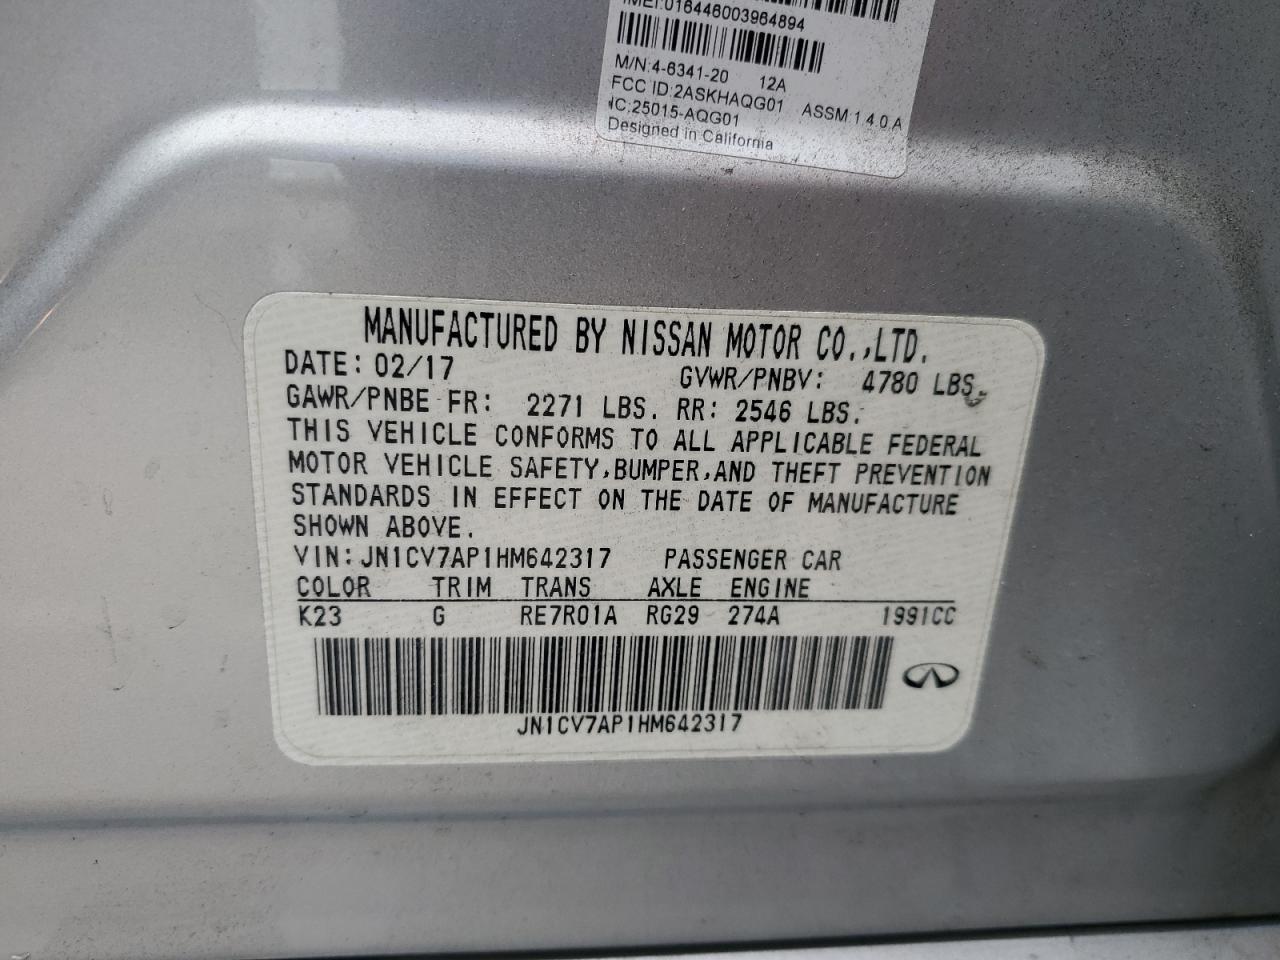 IMEI:016446003964894
M/N:4-6341-20 12A
FCC ID:2ASKHAQG01 ASSM:1.4.0.A
IC:25015-AQG01
Designed in California
MANUFACTURED BY NISSAN MOTOR CO.,LTD.
DATE: 02/17 GVWR/PNBV: 4780 LBS.
GAWR/PNBE FR: 2271 LBS. RR: 2546 LBS.
THIS VEHICLE CONFORMS TO ALL APPLICABLE FEDERAL
MOTOR VEHICLE SAFETY,BUMPER,AND THEFT PREVENTION
STANDARDS IN EFFECT ON THE DATE OF MANUFACTURE
SHOWN ABOVE.
VIN:JN1CV7AP1HM642317 PASSENGER CAR
COLOR TRIM TRANS AXLE ENGINE
K23 G RE7R01A RG29 274A 1991CC
JN1CV7AP1HM642317